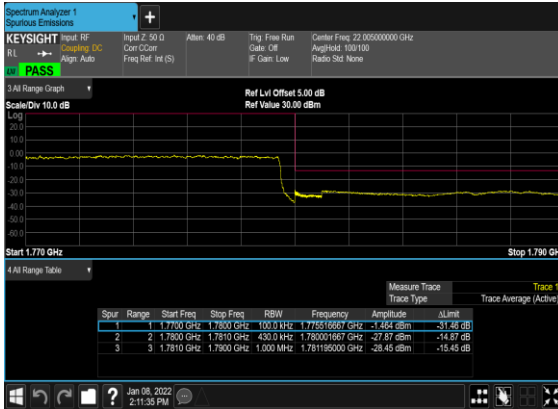 Spectrum Analyzer 1
Spurious Emissions
+
KEYSIGHT Input: RF Input Z: 50 Ω Atten: 40 dB Trig: Free Run Center Freq: 22.005000000 GHz
RL Coupling: DC Corr CCorr Gate: Off Avg|Hold: 100/100
Align: Auto Freq Ref: Int (S) IF Gain: Low Radio Std: None
PASS
3 All Range Graph
Ref Lvl Offset 5.00 dB
Scale/Div 10.0 dB Ref Value 30.00 dBm
Log
20.0
10.0
0.00
-10.0
-20.0
-30.0
-40.0
-50.0
-60.0
Start 1.770 GHz Stop 1.790 GH
4 All Range Table
Measure Trace Trace 1
Trace Type Trace Average (Active)
Spur Range Start Freq Stop Freq RBW Frequency Amplitude ΔLimit
1 1 1.7700 GHz 1.7800 GHz 100.0 kHz 1.775516667 GHz -1.464 dBm -31.46 dB
2 2 1.7800 GHz 1.7810 GHz 430.0 kHz 1.780001667 GHz -27.87 dBm -14.87 dB
3 3 1.7810 GHz 1.7900 GHz 1.000 MHz 1.781195000 GHz -28.45 dBm -15.45 dB
? Jan 08, 2022
2:11:35 PM